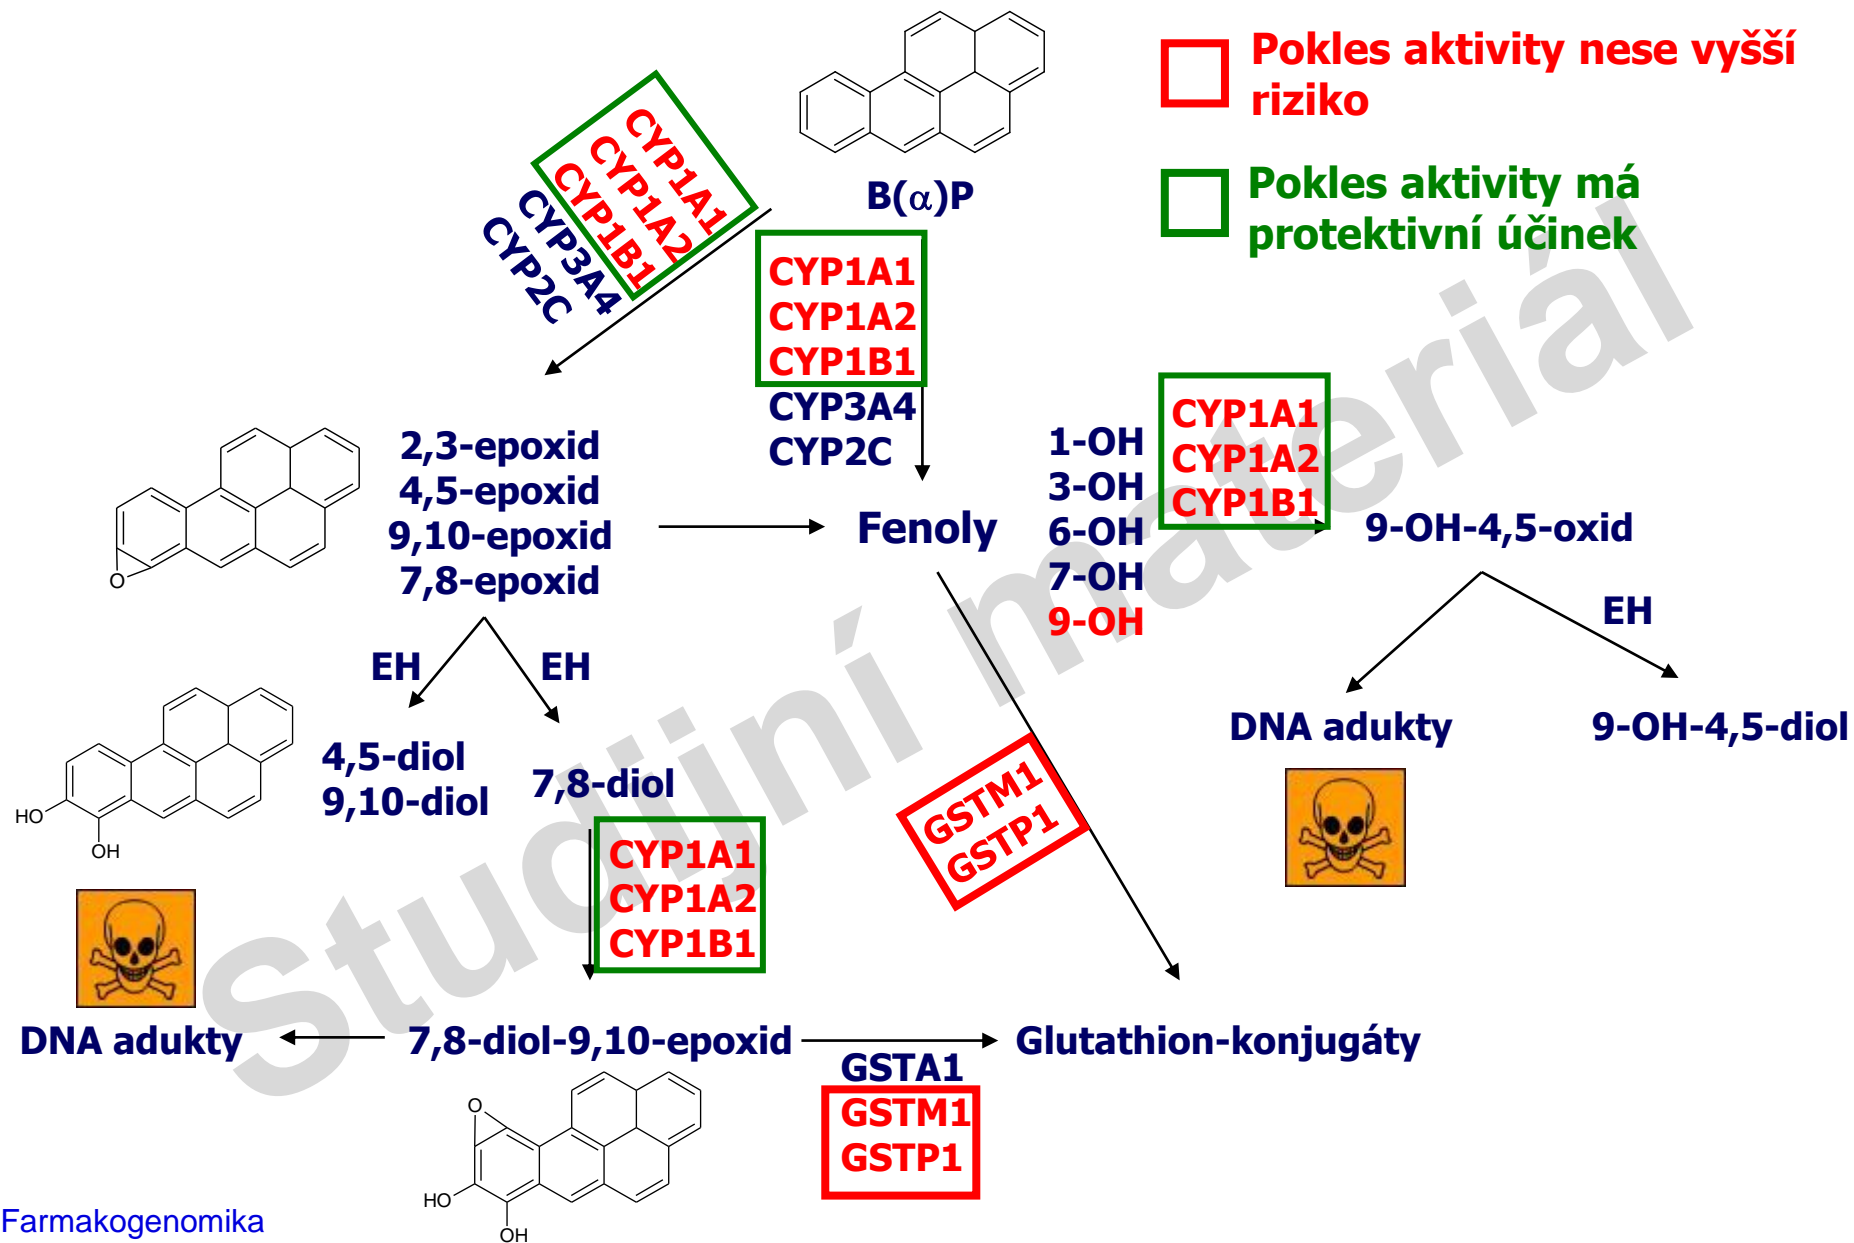 Pokles aktivity nese vyšší
riziko
Pokles aktivity má
protektivní účinek
B(α)P
CYP1A1
CYP1A2
CYP1B1
CYP3A4
CYP2C
CYP1A1
CYP1A2
CYP1B1
CYP3A4
CYP2C
2,3-epoxid
4,5-epoxid
9,10-epoxid
7,8-epoxid
O
Fenoly
1-OH
3-OH
6-OH
7-OH
9-OH
CYP1A1
CYP1A2
CYP1B1
9-OH-4,5-oxid
EH
EH
EH
DNA adukty
9-OH-4,5-diol
4,5-diol
9,10-diol
7,8-diol
HO
OH
GSTM1
GSTP1
CYP1A1
CYP1A2
CYP1B1
DNA adukty
7,8-diol-9,10-epoxid
Glutathion-konjugáty
GSTA1
GSTM1
GSTP1
O
HO
OH
Farmakogenomika
Studijní materiál